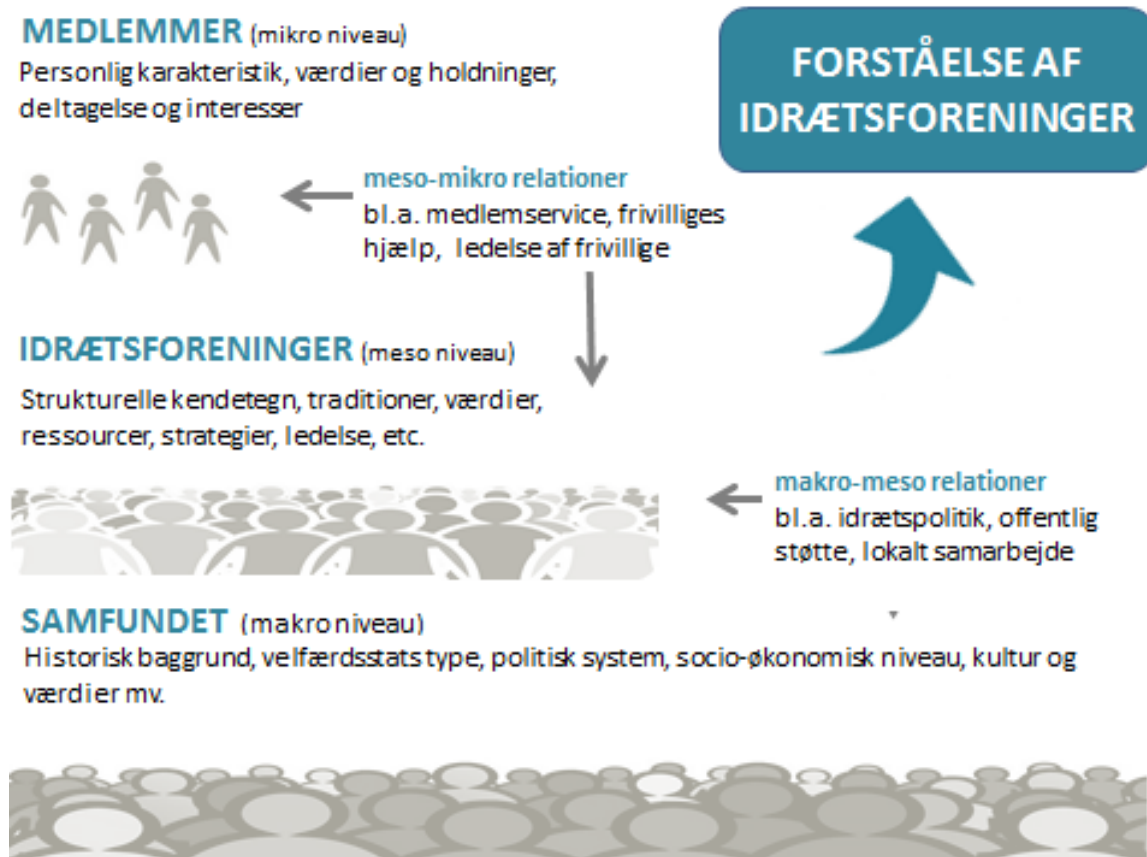 MEDLEMMER (mikro niveau)
Personlig karakteristik, værdier og holdninger,
deltagelse og interesser
FORSTÅELSE AF
IDRÆTSFORENINGER
meso-mikro relationer
bl.a. medlemservice, frivilliges
hjælp, ledelse af frivillige
IDRÆTSFORENINGER (meso niveau)
Strukturelle kendetegn, traditioner, værdier,
ressourcer, strategier, ledelse, etc.
makro-meso relationer
bl.a. idrætspolitik, offentlig
støtte, lokalt samarbejde
SAMFUNDET (makro niveau)
Historisk baggrund, velfærdsstats type, politisk system, socio-økonomisk niveau, kultur og
værdier mv.